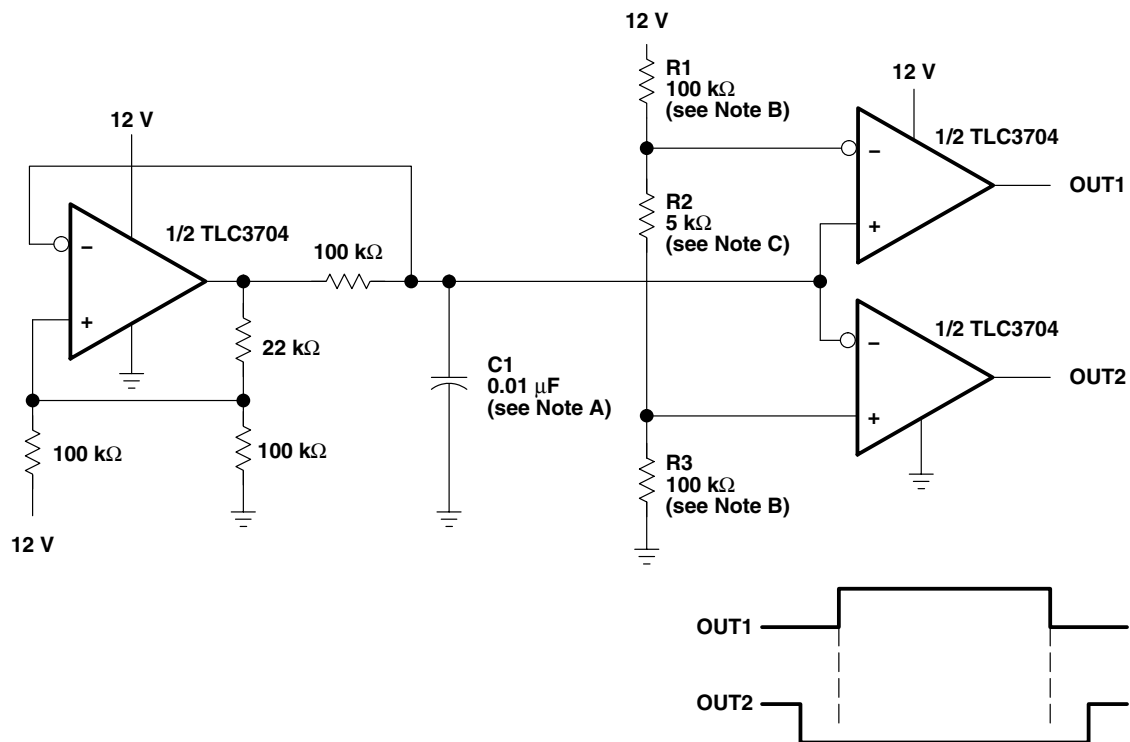 12 V
1/2 TLC3704
100 kΩ
22 kΩ
100 kΩ
100 kΩ
12 V
−
+
C1
0.01 μF
(see Note A)
12 V
R1
100 kΩ
(see Note B)
R2
5 kΩ
(see Note C)
R3
100 kΩ
(see Note B)
12 V
1/2 TLC3704
−
+
OUT1
1/2 TLC3704
−
+
OUT2
OUT1
OUT2